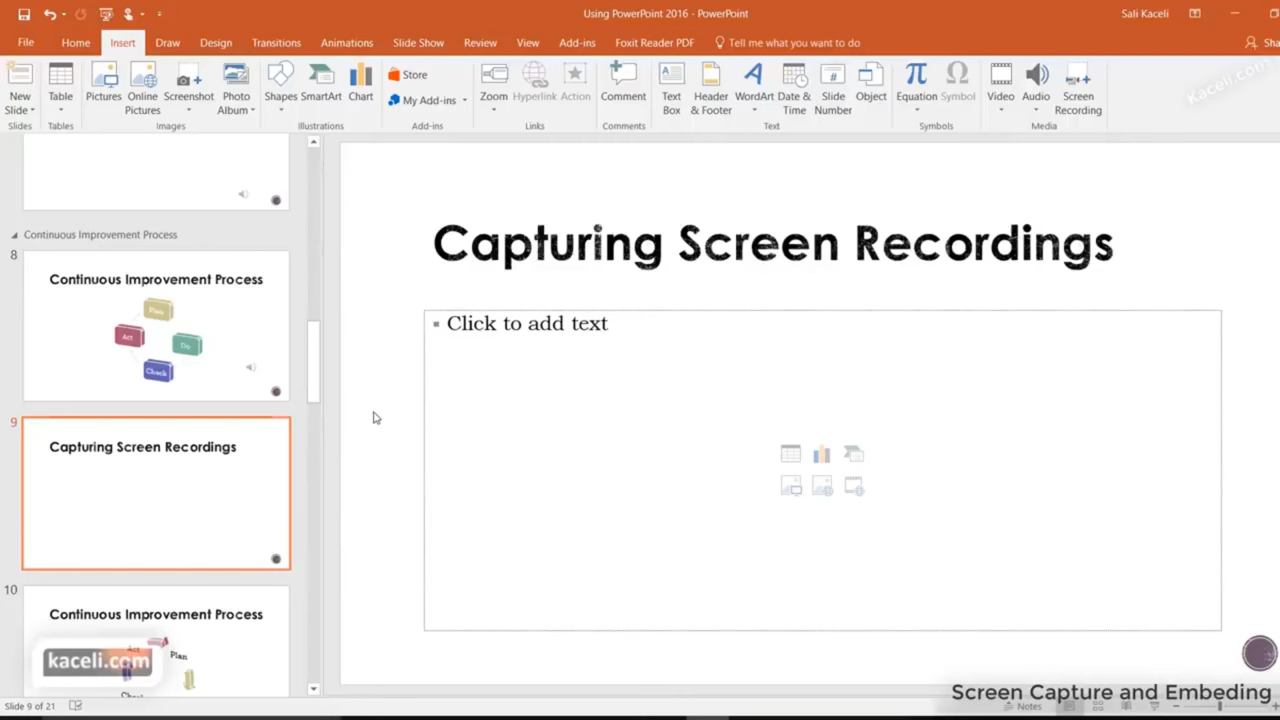 Using PowerPoint 2016 - PowerPoint
Sali Kaceli
File Home Insert Draw Design Transitions Animations Slide Show Review View Add-ins Foxit Reader PDF Tell me what you want to do
Sha
Kaceli.com
New Slide
Table
Pictures
Online Pictures
Screenshot
Photo Album
Shapes
SmartArt
Chart
Store
My Add-ins
Zoom
Hyperlink
Action
Comment
Text Box
Header & Footer
WordArt
Date & Time
Slide Number
Object
Equation
Symbol
Video
Audio
Screen Recording
Slides Tables Images Illustrations Add-ins Links Comments Text Symbols Media
Continuous Improvement Process
8
Continuous Improvement Process
Plan
Act
Do
Check
9
Capturing Screen Recordings
10
Continuous Improvement Process
Act
Plan
kaceli.com
Capturing Screen Recordings
Click to add text
Screen Capture and Embeding
Slide 9 of 21
Notes